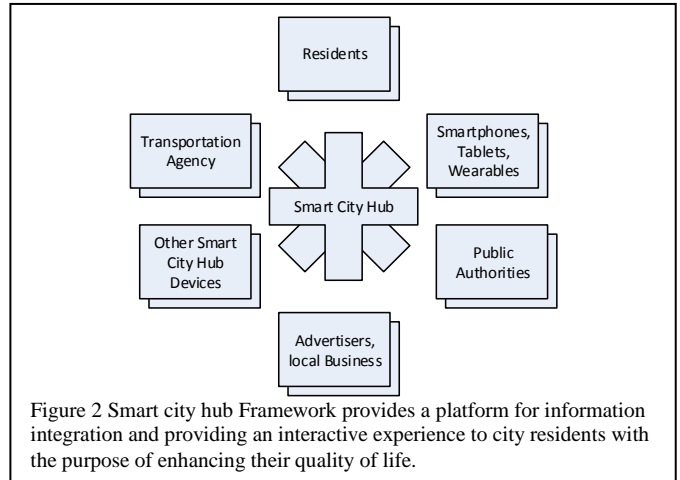 Residents
Transportation
Agency
Smartphones,
Tablets,
Wearables
Smart City Hub
Other Smart
City Hub
Devices
Public
Authorities
Advertisers,
local Business
Figure 2 Smart city hub Framework provides a platform for information
integration and providing an interactive experience to city residents with
the purpose of enhancing their quality of life.